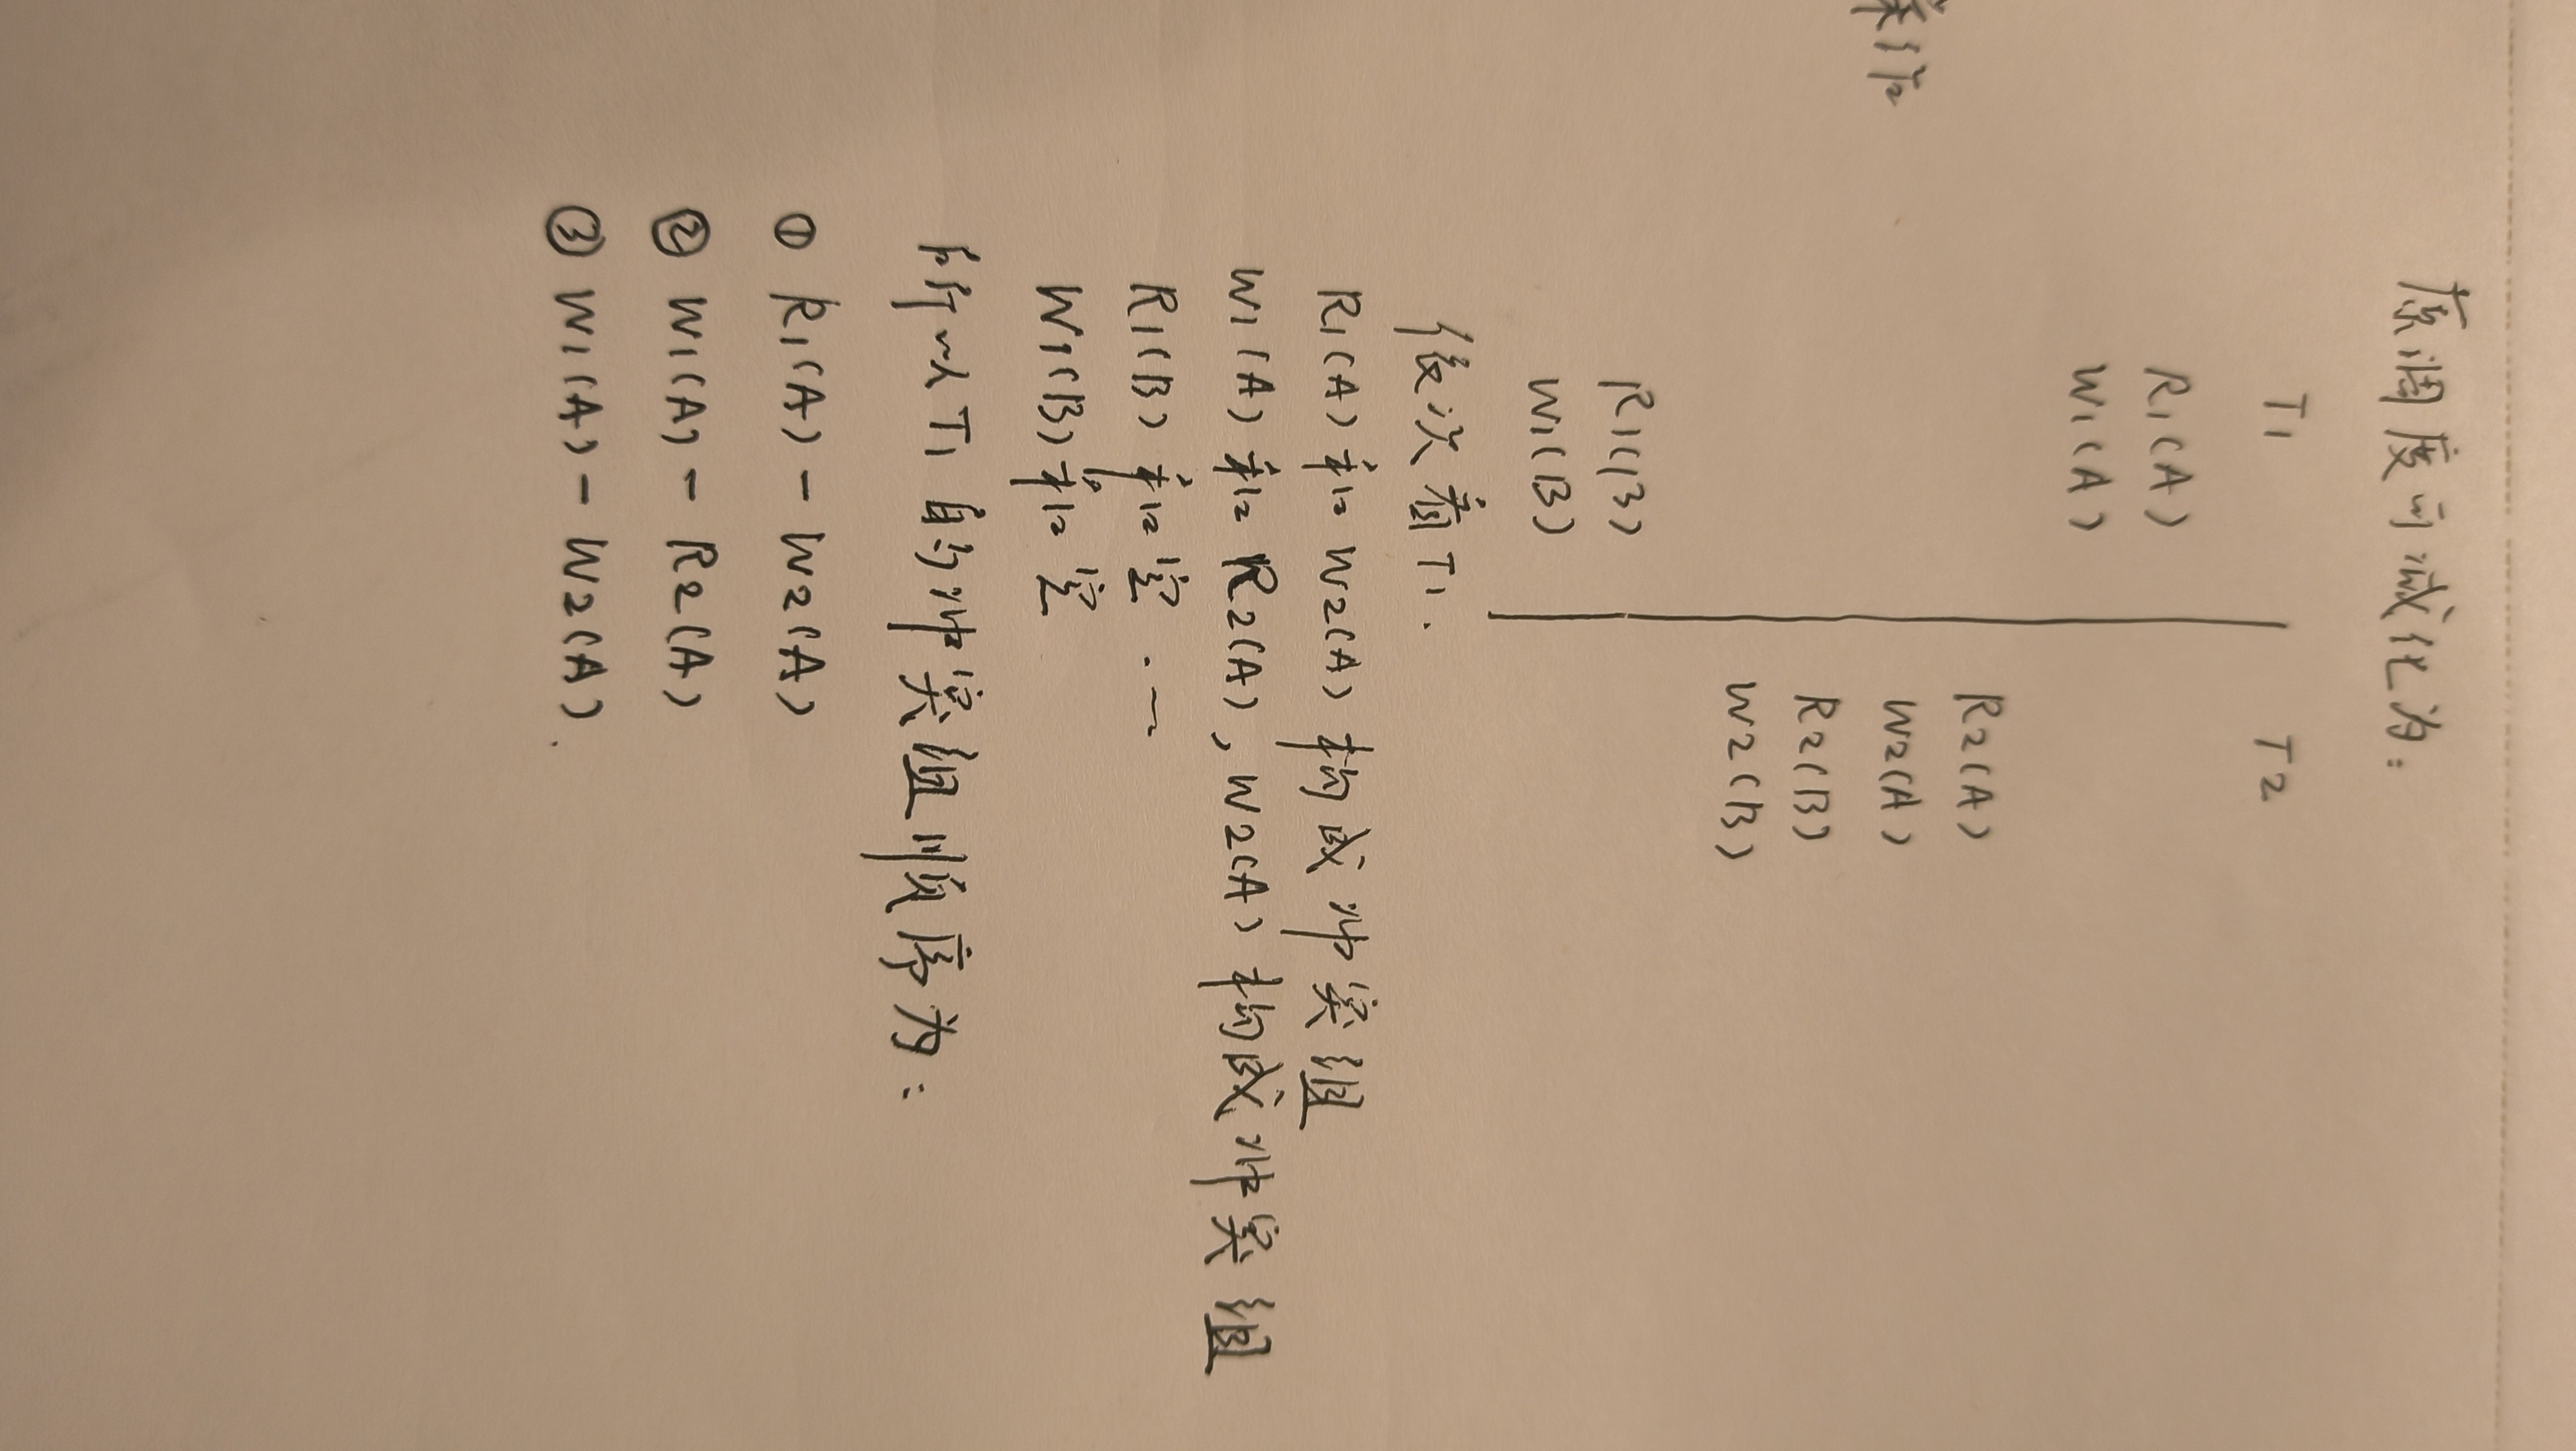 原调度可减化为:
T1 T2
R1(A)
W1(A)
R2(A)
操作
W2(A)
R2(B)
W2(B)
R1(B)
W1(B)
依次看T1.
R1(A)和W2(A)构成冲突组
W1(A)和R2(A),W2(A)构成冲突组
R1(B)和空.一
W1(B)和空
所以T1的冲突组顺序为:
① R1(A)-W2(A)
② W1(A)-R2(A)
③ W1(A)-W2(A).